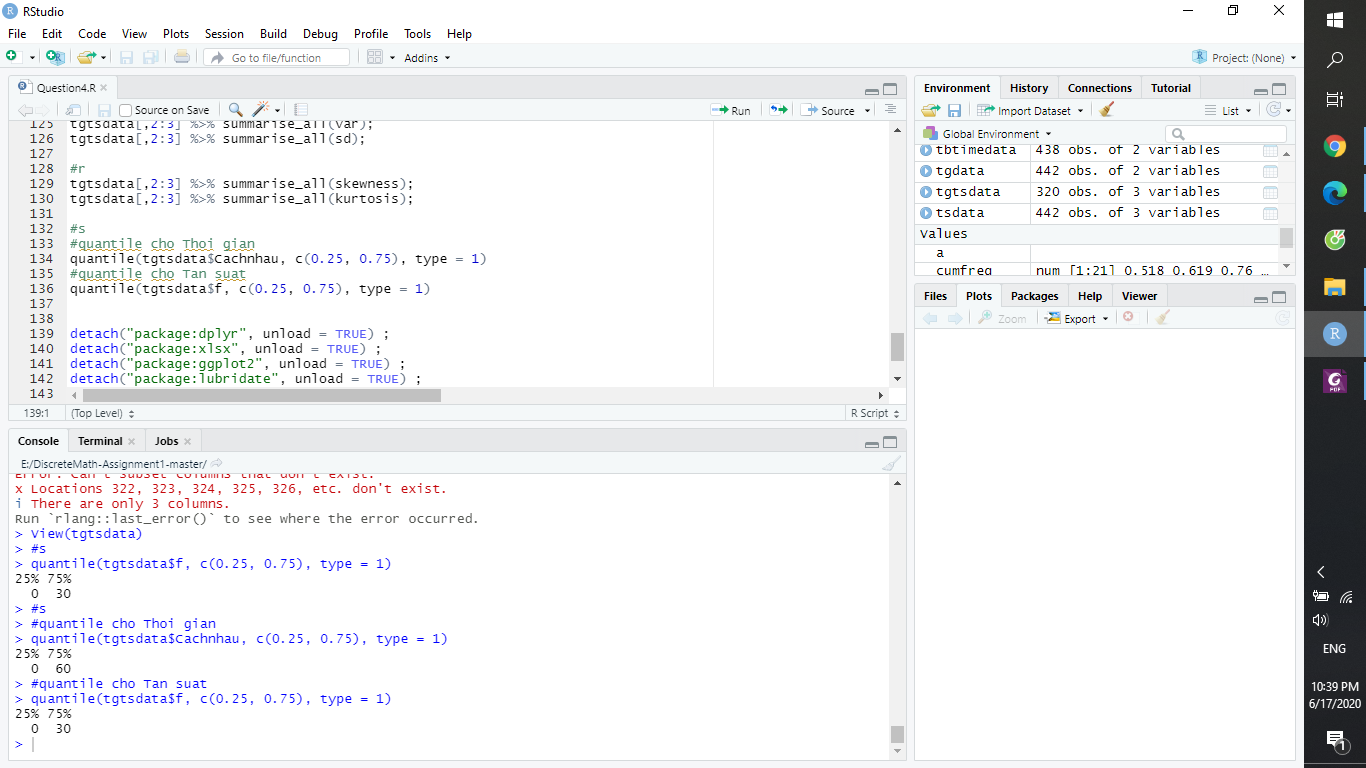 RStudio
File Edit Code View Plots Session Build Debug Profile Tools Help
Go to file/function
Addins
Project: (None)
Question4.R
Source on Save
Run
Source
125 tgtsdata[,2:3] %>% summarise_all(var);
126 tgtsdata[,2:3] %>% summarise_all(sd);
127
128 #r
129 tgtsdata[,2:3] %>% summarise_all(skewness);
130 tgtsdata[,2:3] %>% summarise_all(kurtosis);
131
132 #s
133 #quantile cho Thoi gian
134 quantile(tgtsdata$Cachnhau, c(0.25, 0.75), type = 1)
135 #quantile cho Tan suat
136 quantile(tgtsdata$f, c(0.25, 0.75), type = 1)
137
138
139 detach("package:dplyr", unload = TRUE) ;
140 detach("package:xlsx", unload = TRUE) ;
141 detach("package:ggplot2", unload = TRUE) ;
142 detach("package:lubridate", unload = TRUE) ;
143
139:1 (Top Level) R Script
Console Terminal Jobs
E:/DiscreteMath-Assignment1-master/
Error: Can't subset columns that don't exist.
x Locations 322, 323, 324, 325, 326, etc. don't exist.
i There are only 3 columns.
Run `rlang::last_error()` to see where the error occurred.
> View(tgtsdata)
> #s
> quantile(tgtsdata$f, c(0.25, 0.75), type = 1)
25% 75%
0 30
> #s
> #quantile cho Thoi gian
> quantile(tgtsdata$Cachnhau, c(0.25, 0.75), type = 1)
25% 75%
0 60
> #quantile cho Tan suat
> quantile(tgtsdata$f, c(0.25, 0.75), type = 1)
25% 75%
0 30
>
Environment History Connections Tutorial
Import Dataset
List
Global Environment
tbtimedata 438 obs. of 2 variables
tgdata 442 obs. of 2 variables
tgtsdata 320 obs. of 3 variables
tsdata 442 obs. of 3 variables
Values
a
cumfreq num [1:21] 0.518 0.619 0.76 …
Files Plots Packages Help Viewer
Zoom
Export
R
PDF
ENG
10:39 PM
6/17/2020
1